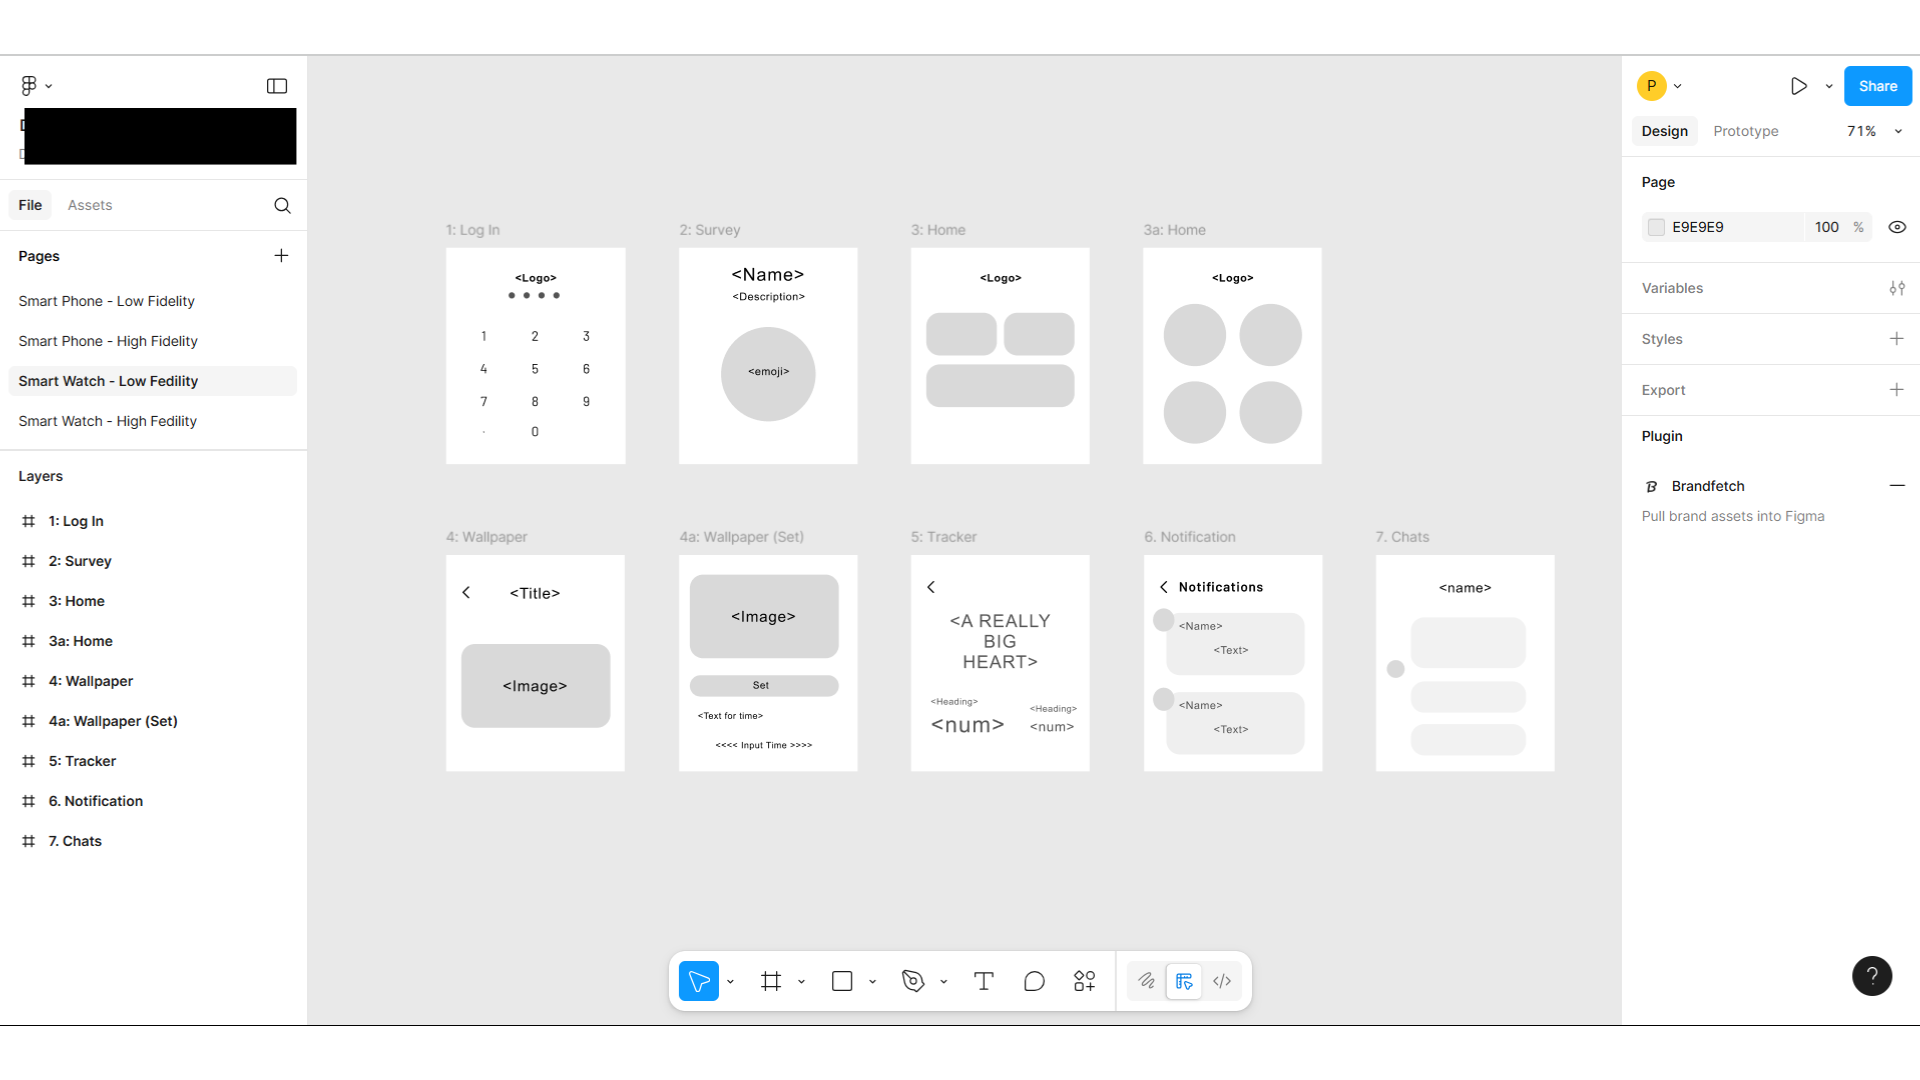 File
Assets
Pages
Smart Phone - Low Fidelity
Smart Phone - High Fidelity
Smart Watch - Low Fedility
Smart Watch - High Fedility
Layers
1: Log In
2: Survey
3: Home
3a: Home
4: Wallpaper
4a: Wallpaper (Set)
5: Tracker
6. Notification
7. Chats
1: Log In
<Logo>
1 2 3
4 5 6
7 8 9
. 0
2: Survey
<Name>
<Description>
<emoji>
3: Home
<Logo>
3a: Home
<Logo>
4: Wallpaper
<Title>
<Image>
4a: Wallpaper (Set)
<Image>
Set
<Text for time>
<<<< Input Time >>>>
5: Tracker
<A REALLY
BIG
HEART>
<Heading>
<num>
<Heading>
<num>
6. Notification
Notifications
<Name>
<Text>
<Name>
<Text>
7. Chats
<name>
P
Share
Design
Prototype
71%
Page
E9E9E9 100 %
Variables
Styles
Export
Plugin
Brandfetch
Pull brand assets into Figma
?